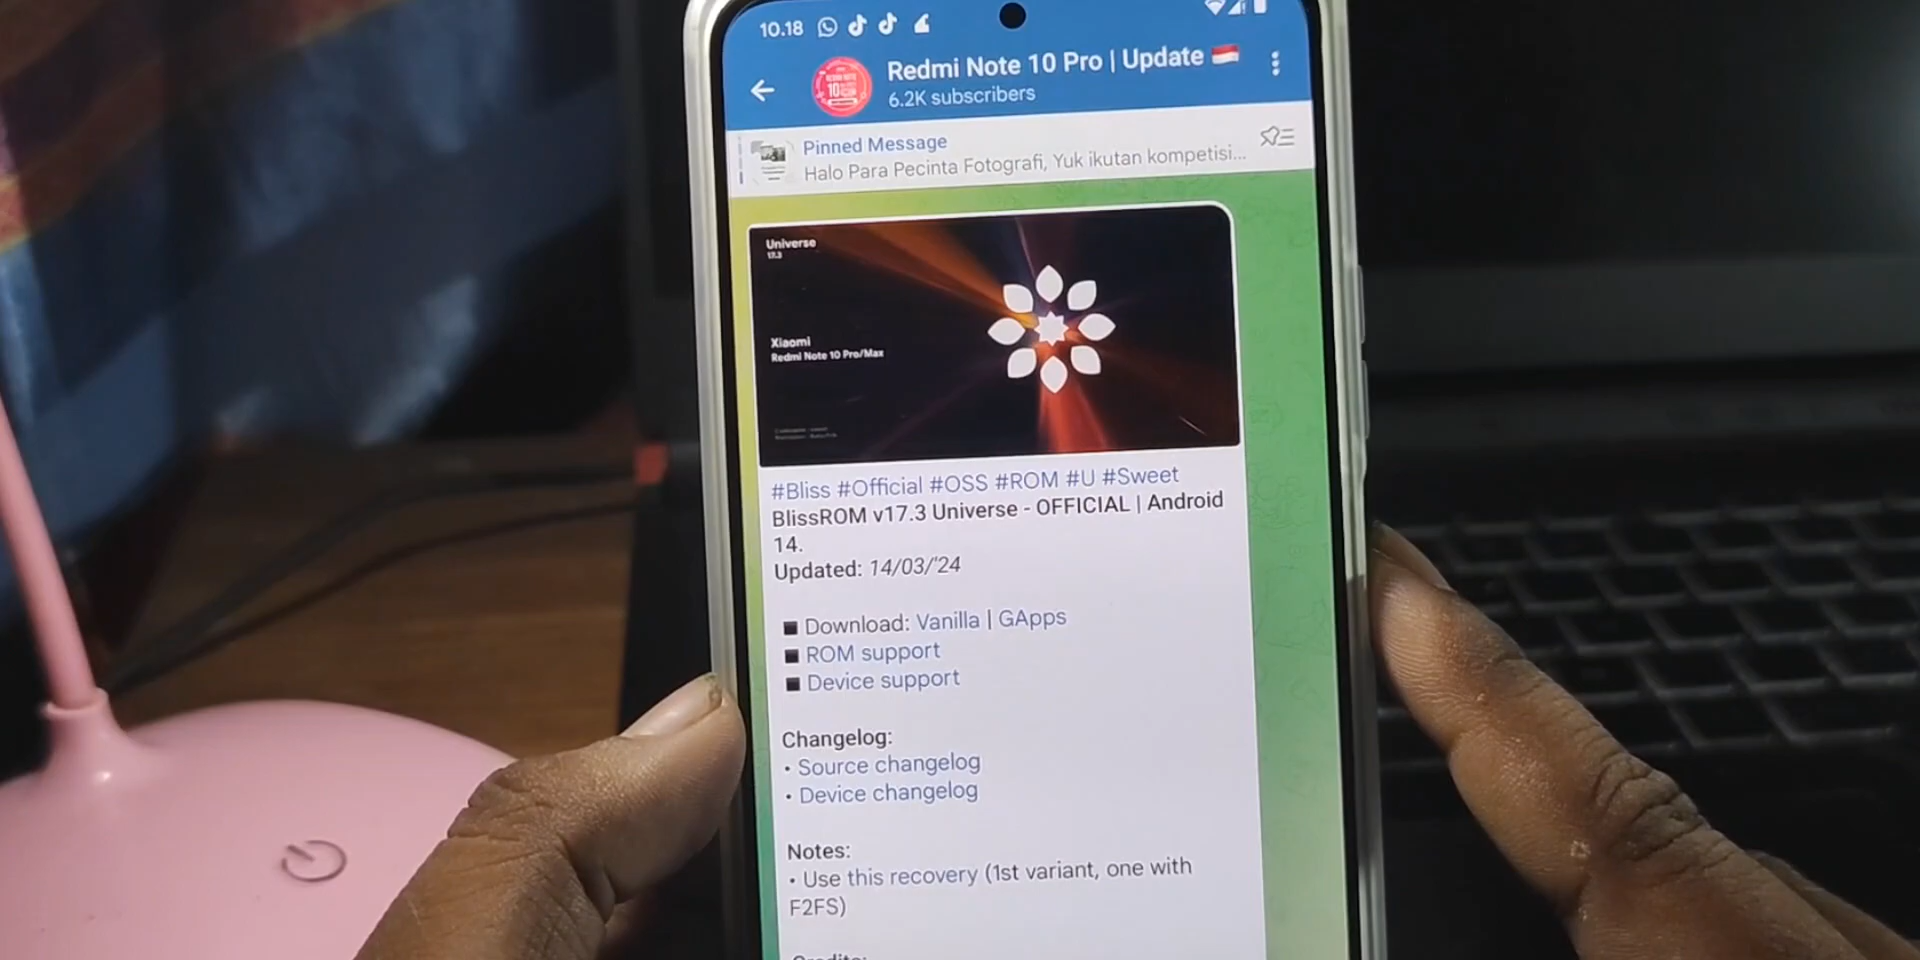 10.18
Redmi Note 10 Pro | Update 🇮🇩
6.2K subscribers
Pinned Message
Halo Para Pecinta Fotografi, Yuk ikutan kompetisi...
Universe
17.3
Xiaomi
Redmi Note 10 Pro/Max
#Bliss #Official #OSS #ROM #U #Sweet
BlissROM v17.3 Universe - OFFICIAL | Android
14.
Updated: 14/03/'24
◼ Download: Vanilla | GApps
◼ ROM support
◼ Device support
Changelog:
• Source changelog
• Device changelog
Notes:
• Use this recovery (1st variant, one with
F2FS)